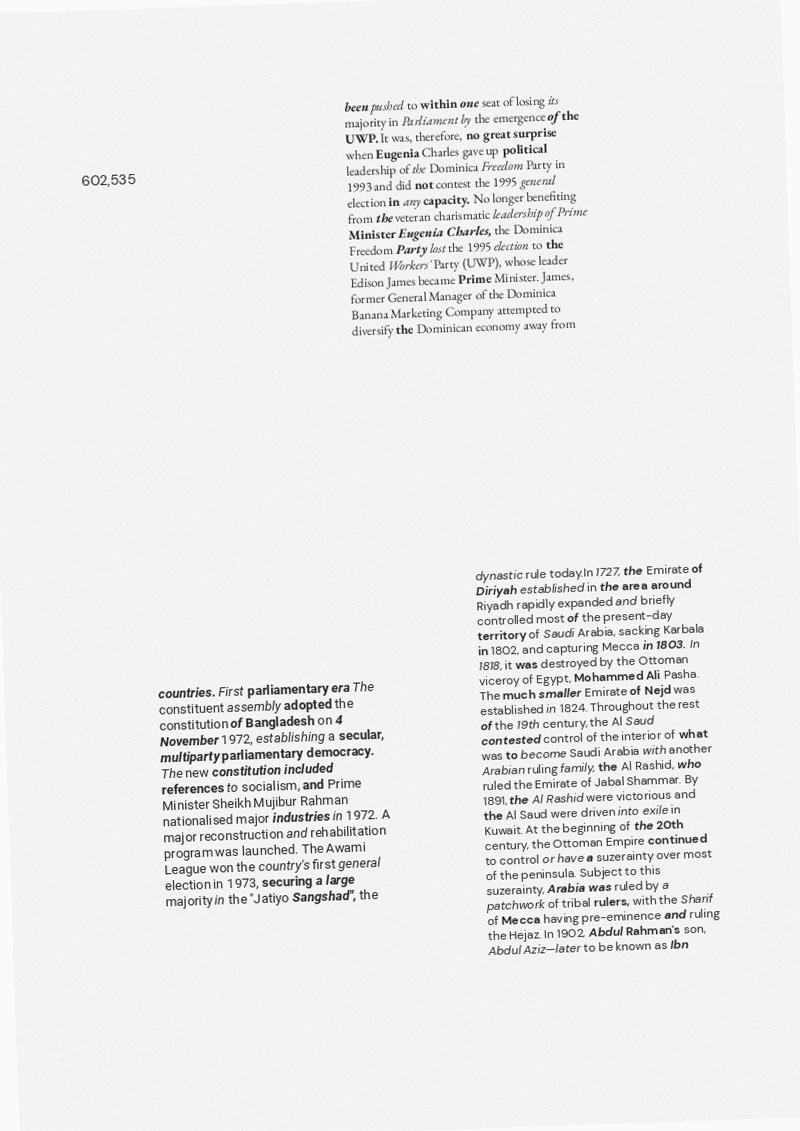 602,535
been pushed to within one seat of losing its
majority in Parliament by the emergence of the
UWP. It was, therefore, no great surprise
when Eugenia Charles gave up political
leadership of the Dominica Freedom Party in
1993 and did not contest the 1995 general
election in any capacity. No longer benefiting
from the veteran charismatic leadership of Prime
Minister Eugenia Charles, the Dominica
Freedom Party lost the 1995 election to the
United Workers' Party (UWP), whose leader
Edison James became Prime Minister. James,
former General Manager of the Dominica
Banana Marketing Company attempted to
diversify the Dominican economy away from
countries. First parliamentary era The
constituent assembly adopted the
constitution of Bangladesh on 4
November 1972, establishing a secular,
multiparty parliamentary democracy.
The new constitution included
references to socialism, and Prime
Minister Sheikh Mujibur Rahman
nationalised major industries in 1972. A
major reconstruction and rehabilitation
program was launched. The Awami
League won the country's first general
election in 1973, securing a large
majority in the "Jatiyo Sangshad", the
dynastic rule today.In 1727, the Emirate of
Diriyah established in the area around
Riyadh rapidly expanded and briefly
controlled most of the present-day
territory of Saudi Arabia, sacking Karbala
in 1802, and capturing Mecca in 1803. In
1818, it was destroyed by the Ottoman
viceroy of Egypt, Mohammed Ali Pasha.
The much smaller Emirate of Nejd was
established in 1824. Throughout the rest
of the 19th century, the Al Saud
contested control of the interior of what
was to become Saudi Arabia with another
Arabian ruling family, the Al Rashid, who
ruled the Emirate of Jabal Shammar. By
1891, the Al Rashid were victorious and
the Al Saud were driven into exile in
Kuwait. At the beginning of the 20th
century, the Ottoman Empire continued
to control or have a suzerainty over most
of the peninsula. Subject to this
suzerainty, Arabia was ruled by a
patchwork of tribal rulers, with the Sharif
of Mecca having pre-eminence and ruling
the Hejaz. In 1902, Abdul Rahman's son,
Abdul Aziz—later to be known as Ibn